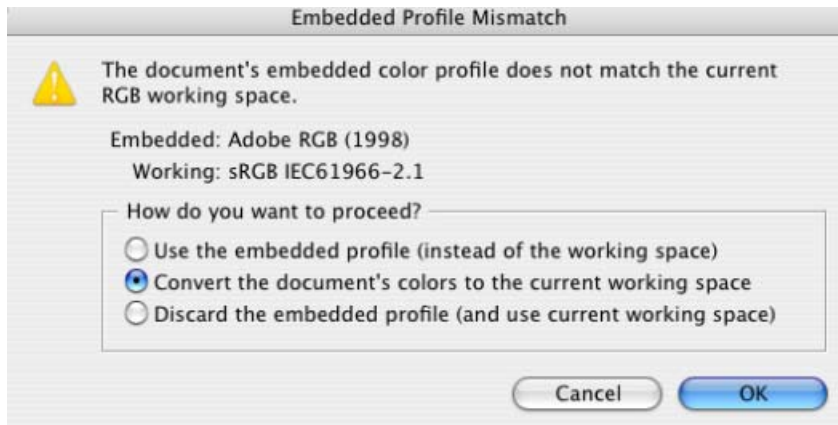 Embedded Profile Mismatch
The document's embedded color profile does not match the current
RGB working space.
Embedded: Adobe RGB (1998)
Working: sRGB IEC61966-2.1
How do you want to proceed?
Use the embedded profile (instead of the working space)
Convert the document's colors to the current working space
Discard the embedded profile (and use current working space)
Cancel
OK